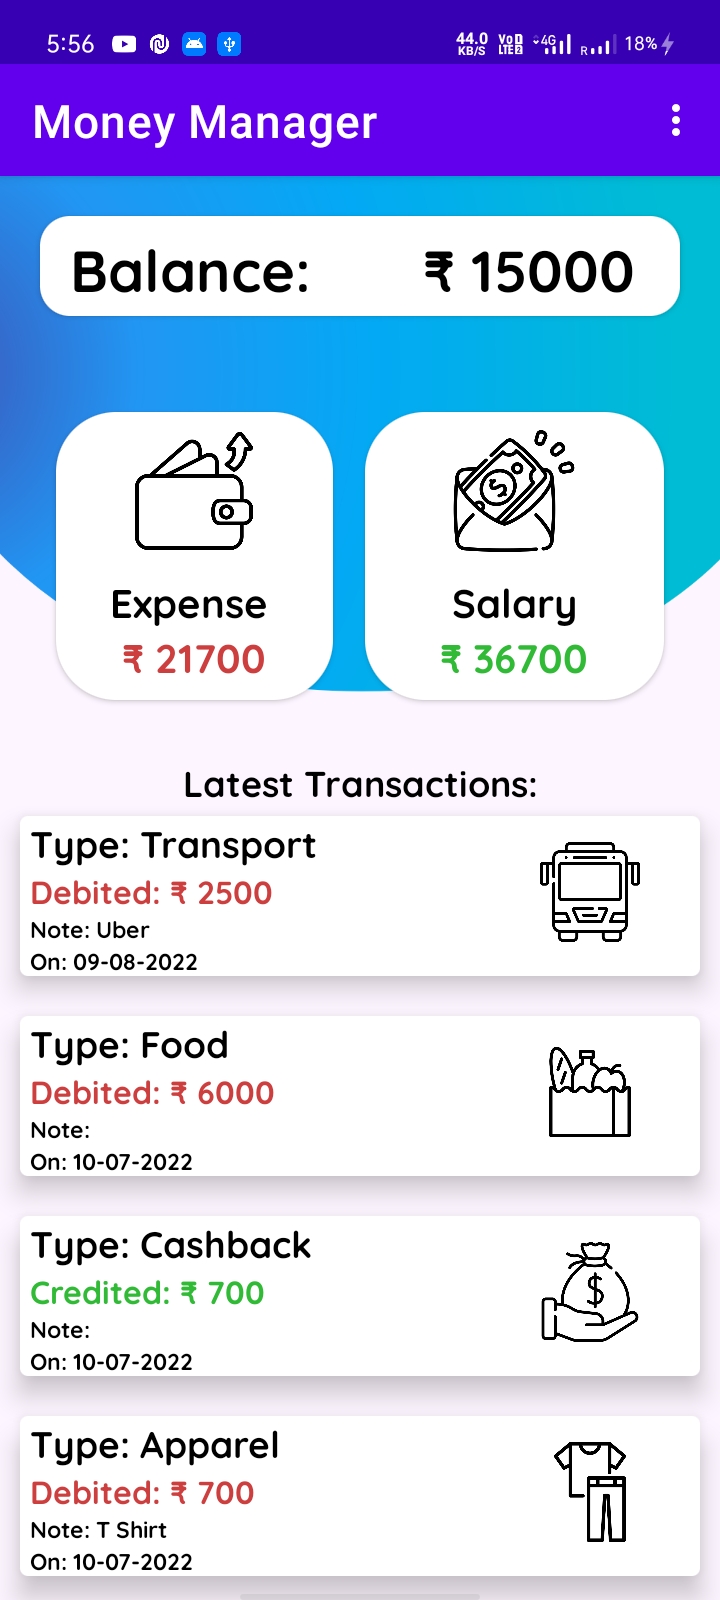 5:56 44.0 KB/S VoD LTE2 4G R 18%
Money Manager
Balance: ₹ 15000
Expense Salary
₹ 21700 ₹ 36700
Latest Transactions:
Type: Transport
Debited: ₹ 2500
Note: Uber
On: 09-08-2022
Type: Food
Debited: ₹ 6000
Note:
On: 10-07-2022
Type: Cashback
Credited: ₹ 700
Note:
On: 10-07-2022
Type: Apparel
Debited: ₹ 700
Note: T Shirt
On: 10-07-2022